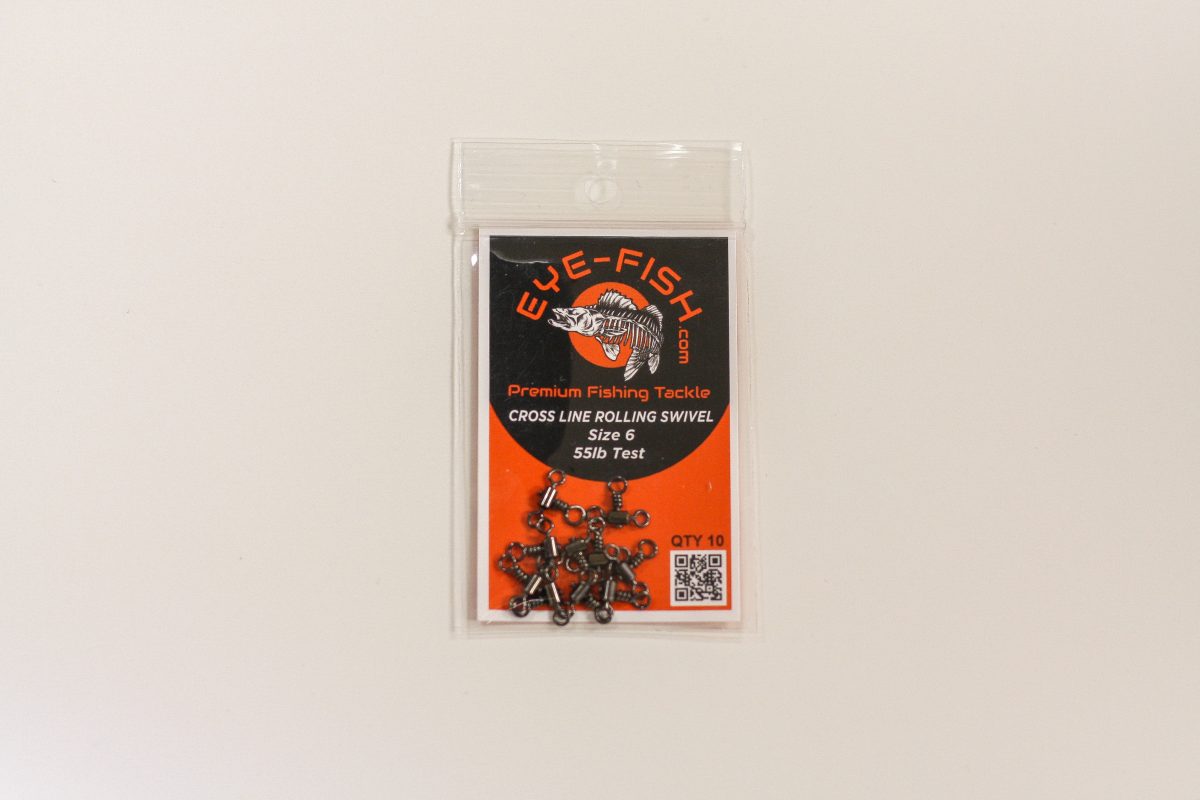 EYE-FISH
.com
Premium Fishing Tackle
CROSS LINE ROLLING SWIVEL
Size 6
55lb Test
QTY 10